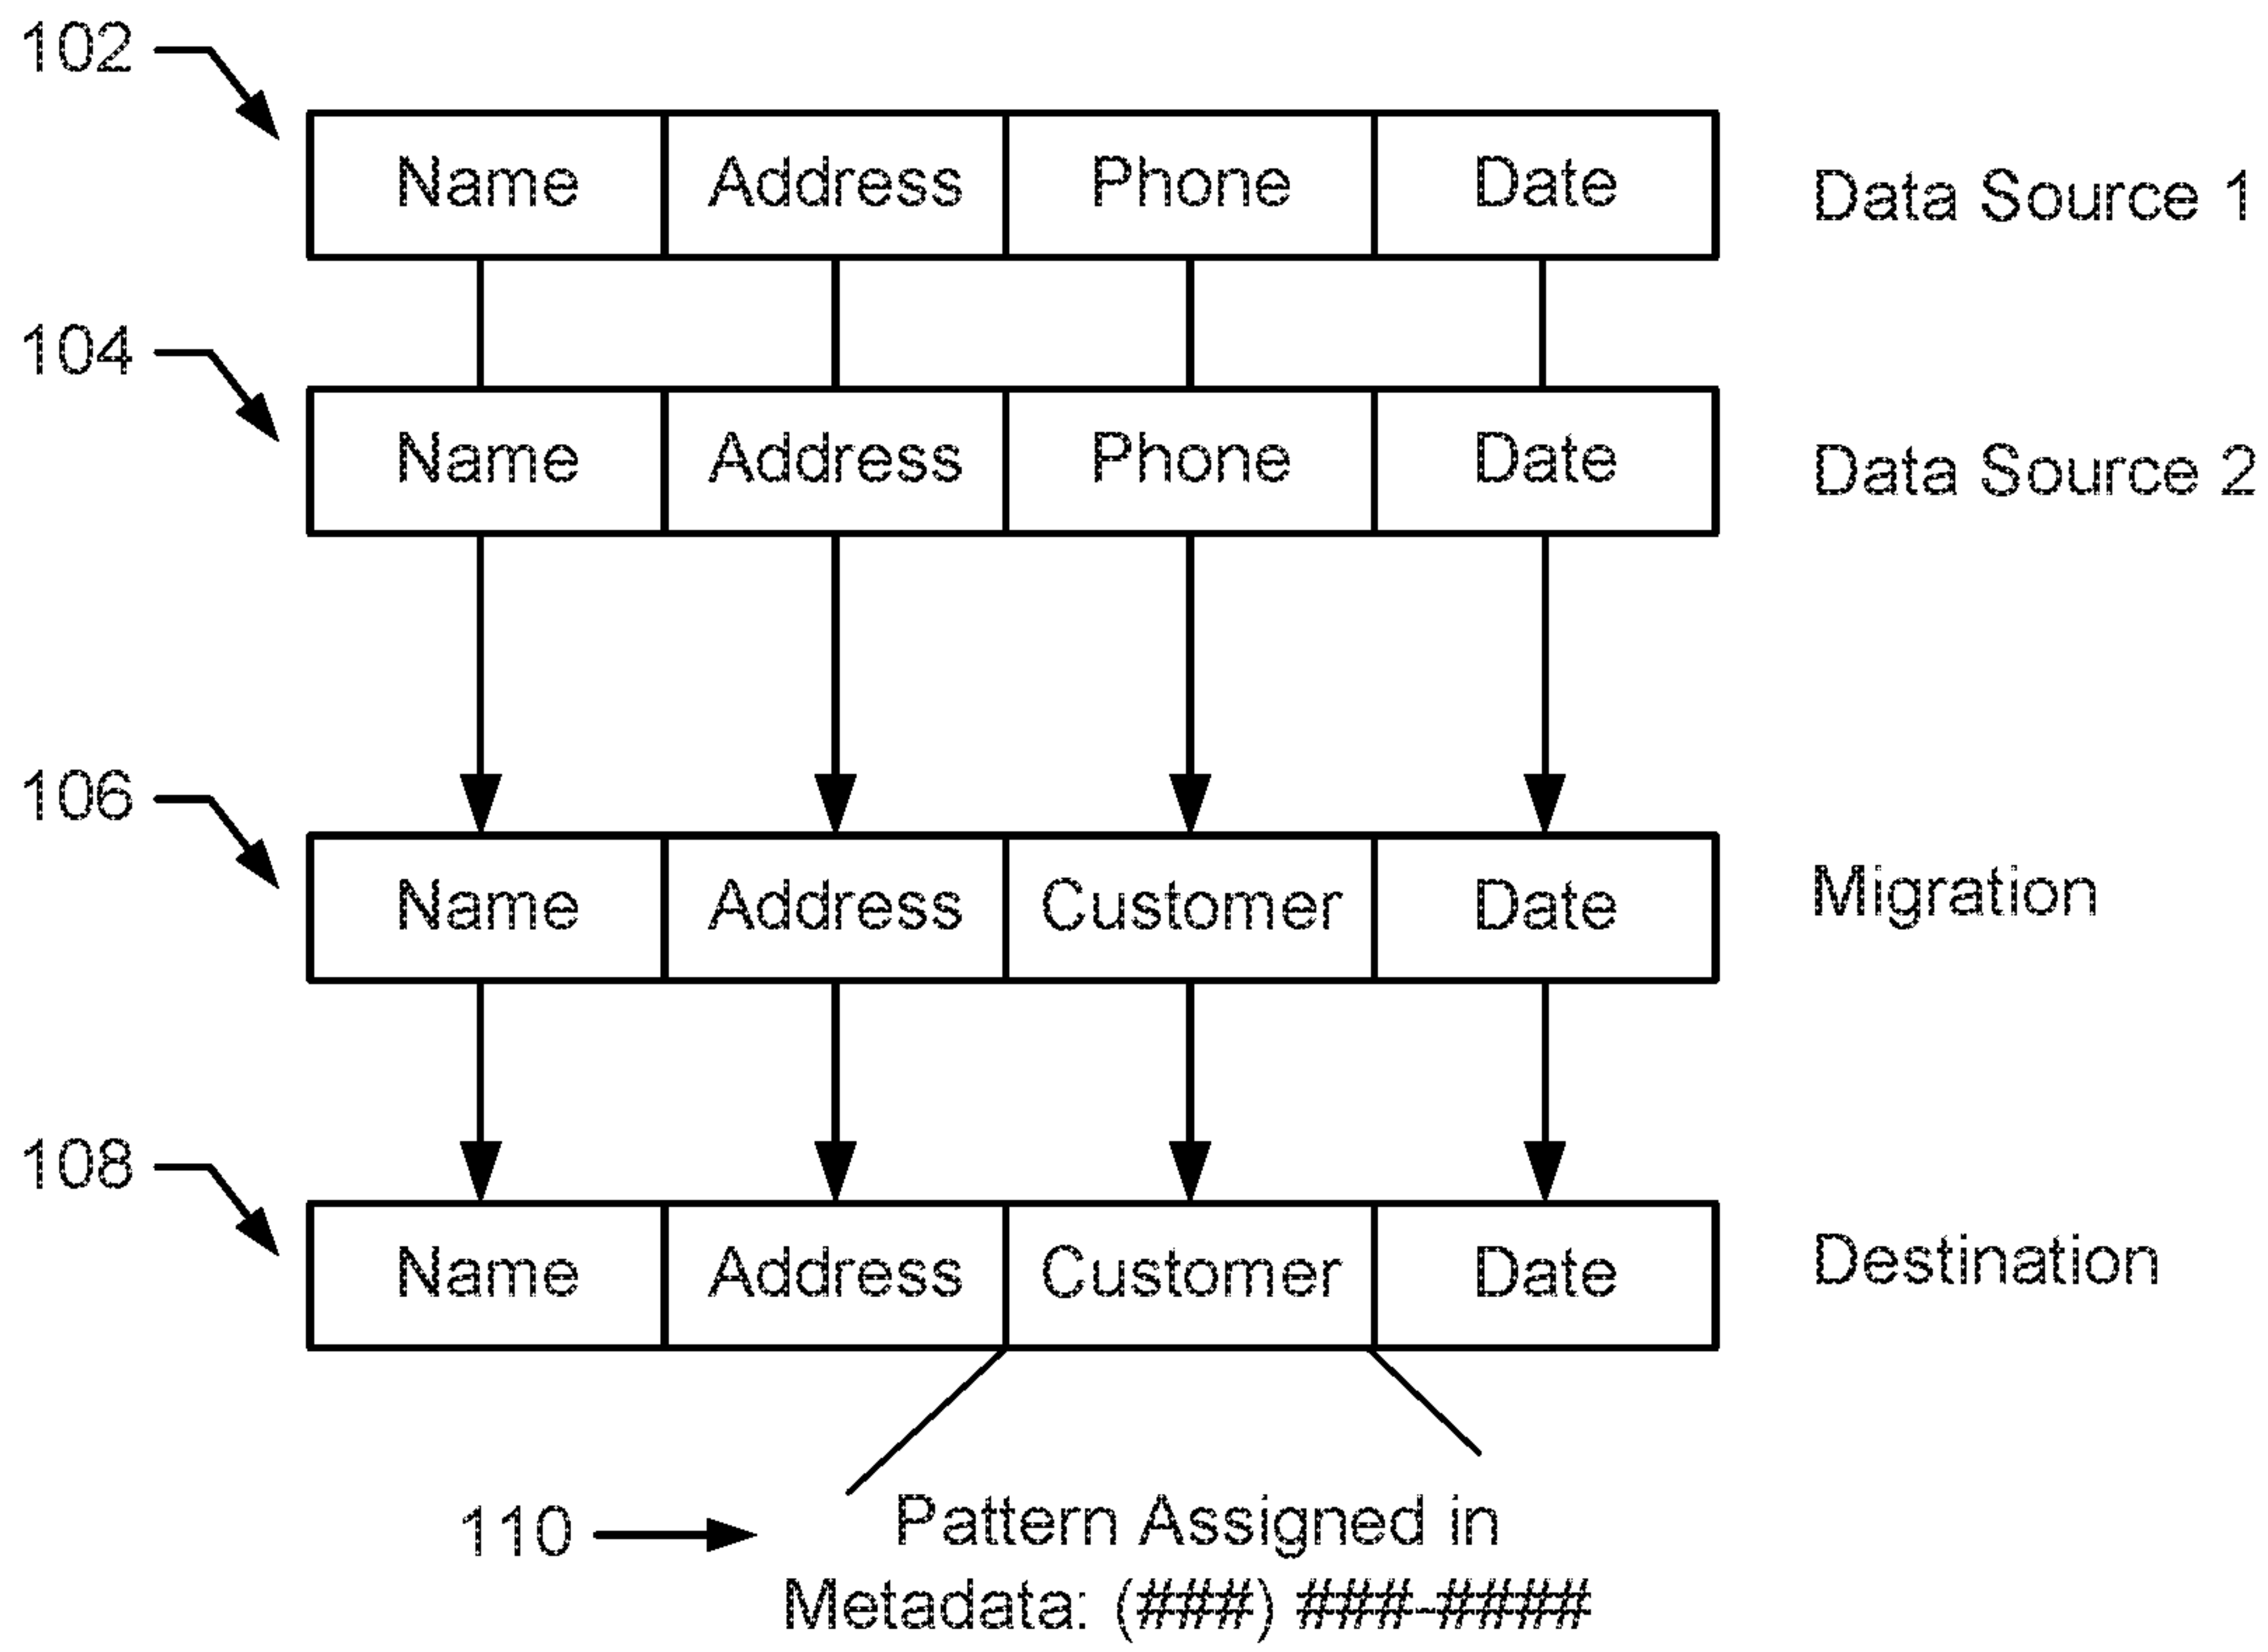 102
Name Address Phone Date Data Source 1
104
Name Address Phone Date Data Source 2
106
Name Address Customer Date Migration
108
Name Address Customer Date Destination
110 Pattern Assigned in
Metadata: (###) ###-####